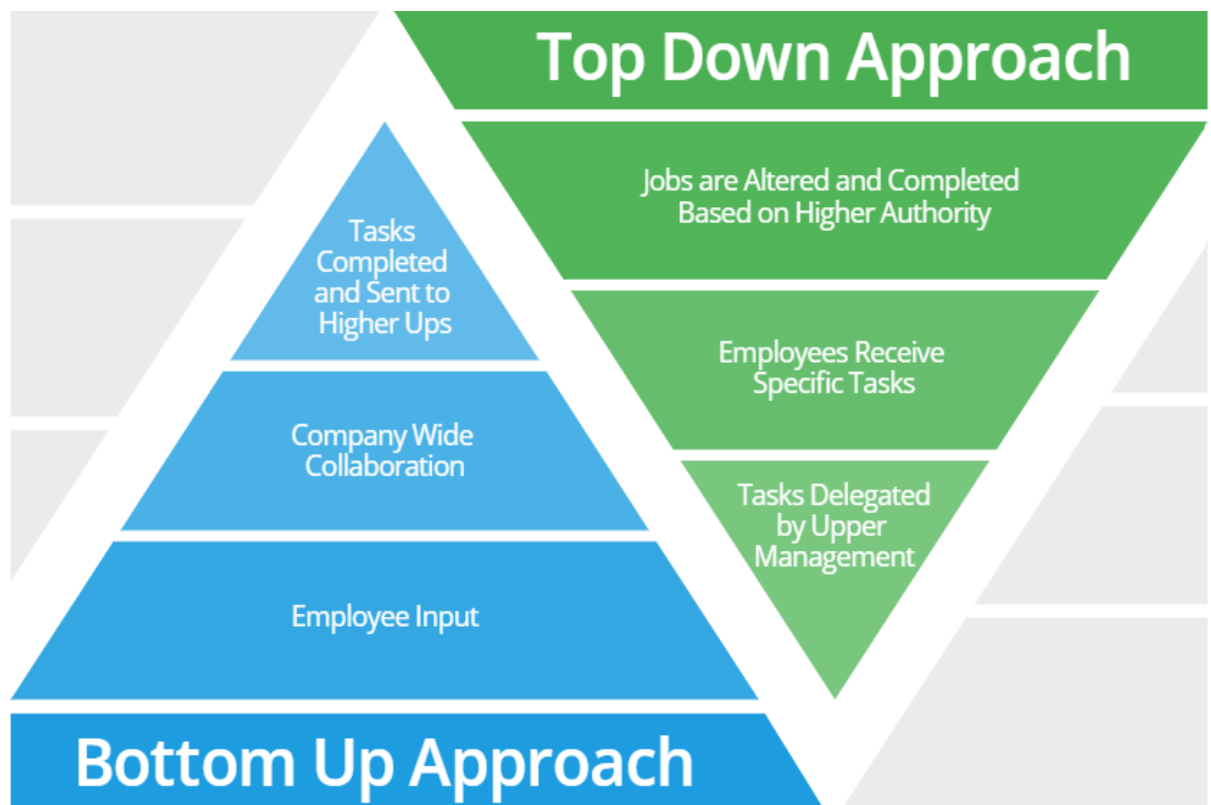 Top Down Approach
Jobs are Altered and Completed
Based on Higher Authority
Employees Receive
Specific Tasks
Tasks Delegated
by Upper
Management
Tasks
Completed
and Sent to
Higher Ups
Company Wide
Collaboration
Employee Input
Bottom Up Approach